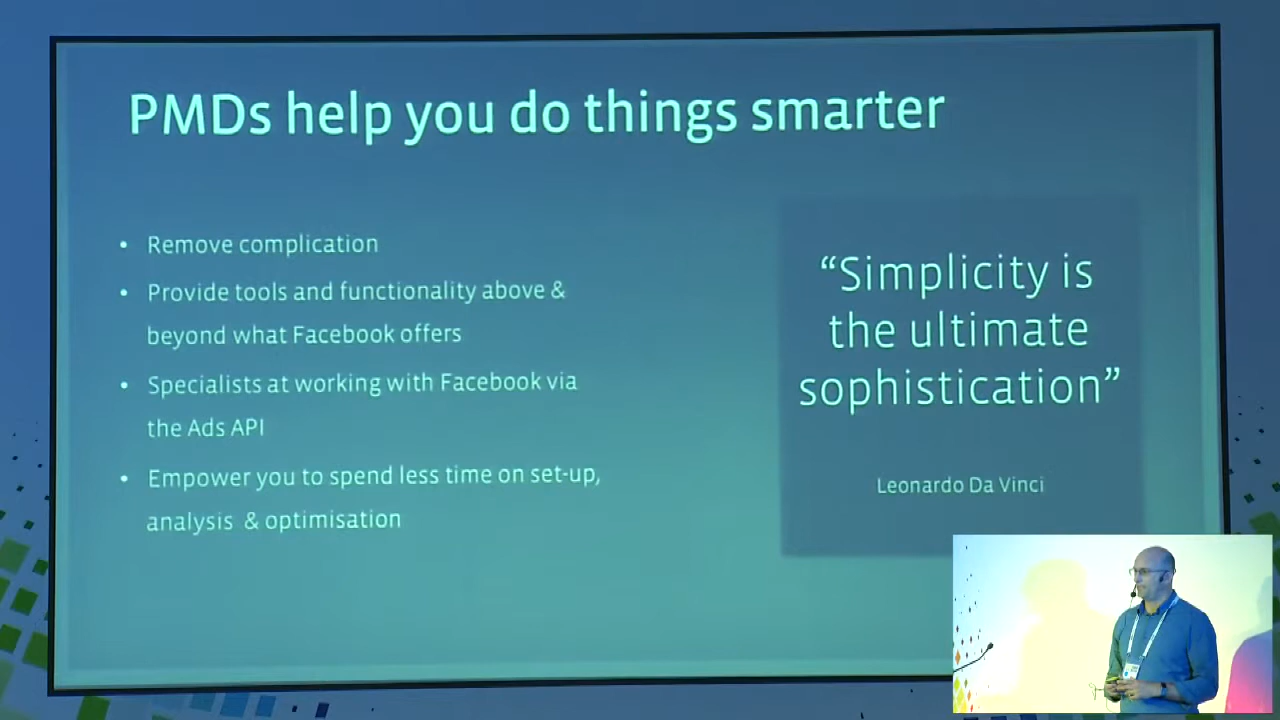 PMDs help you do things smarter
• Remove complication
• Provide tools and functionality above &
beyond what Facebook offers
• Specialists at working with Facebook via
the Ads API
• Empower you to spend less time on set-up,
analysis & optimisation
“Simplicity is
the ultimate
sophistication”
Leonardo Da Vinci